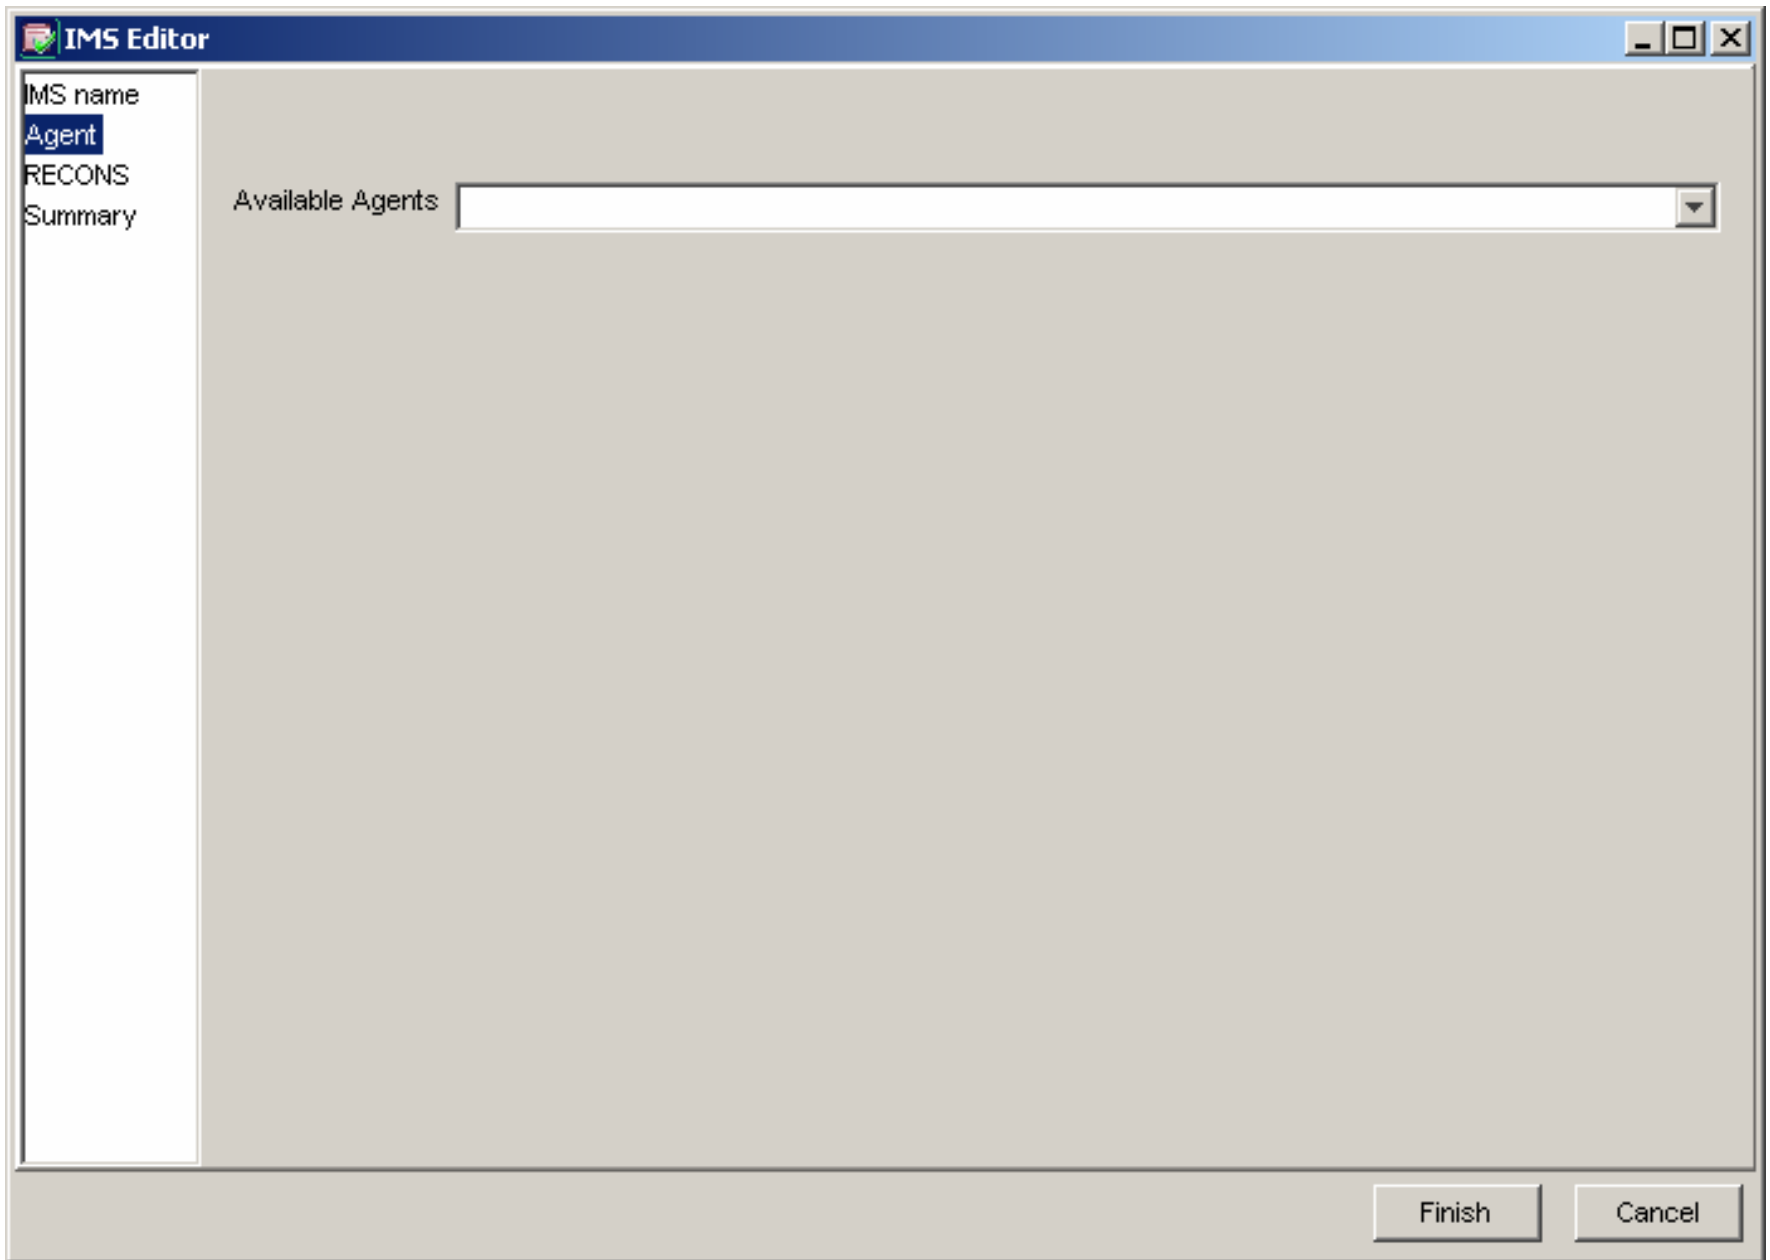 IMS Editor
IMS name
Agent
RECONS
Summary
Available Agents
Finish
Cancel